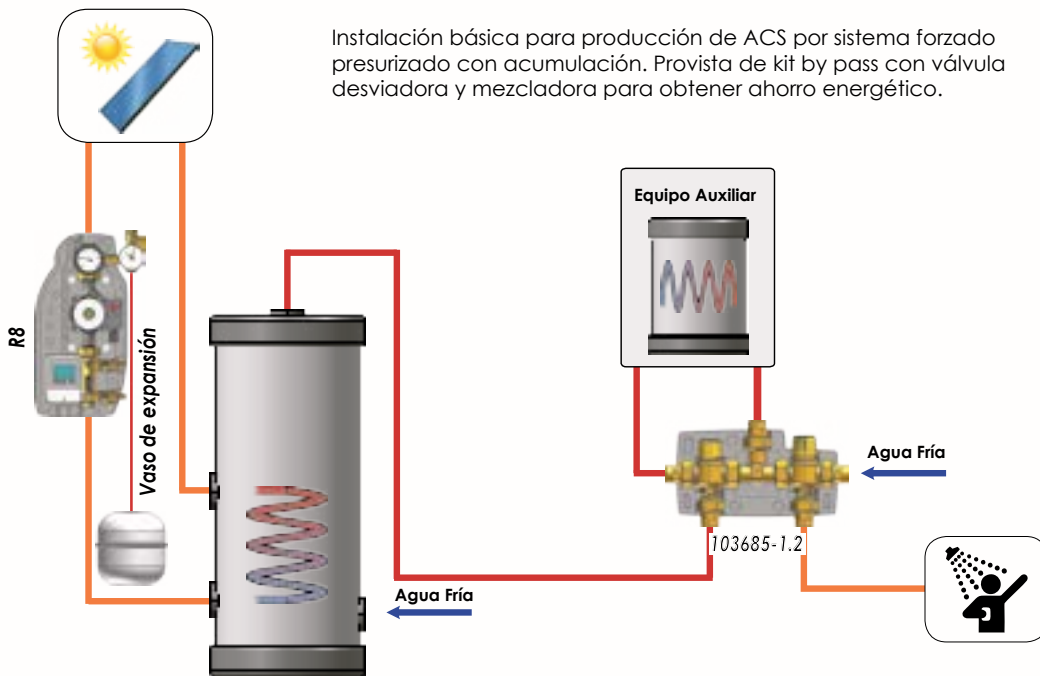 Instalación básica para producción de ACS por sistema forzado
presurizado con acumulación. Provista de kit by pass con válvula
desviadora y mezcladora para obtener ahorro energético.
Equipo Auxiliar
R8
Vaso de expansión
Agua Fría
103685-1.2
Agua Fría